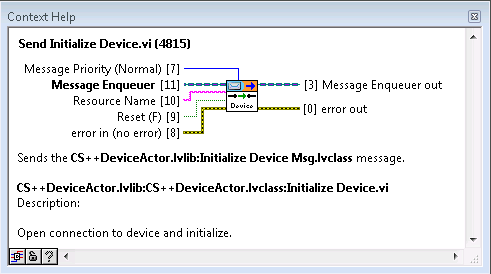 Context Help
Send Initialize Device.vi (4815)
Message Priority (Normal) [7]
Message Enqueuer [11]
Resource Name [10]
Reset (F) [9]
error in (no error) [8]
Device
[3] Message Enqueuer out
[0] error out
Sends the CS++DeviceActor.lvlib:Initialize Device Msg.lvclass message.
CS++DeviceActor.lvlib:CS++DeviceActor.lvclass:Initialize Device.vi
Description:
Open connection to device and initialize.
?